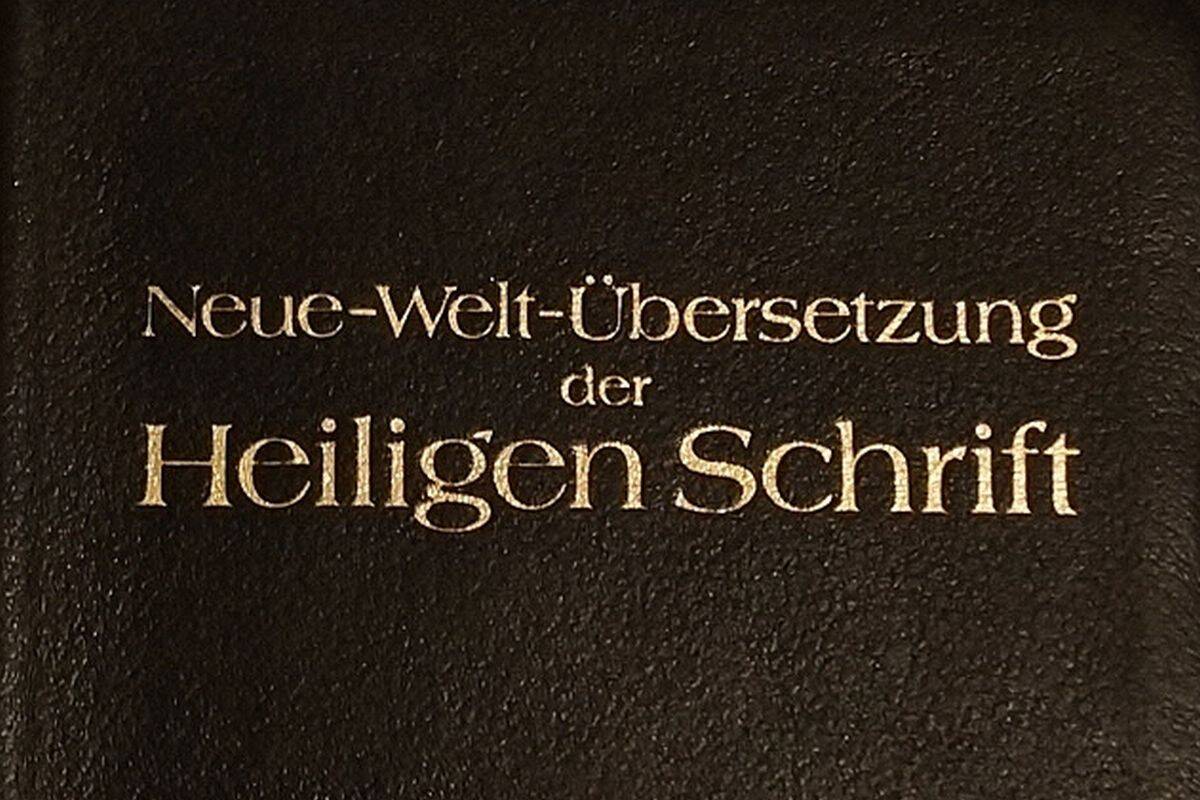 Neue-Welt-Übersetzung
der
Heiligen Schrift